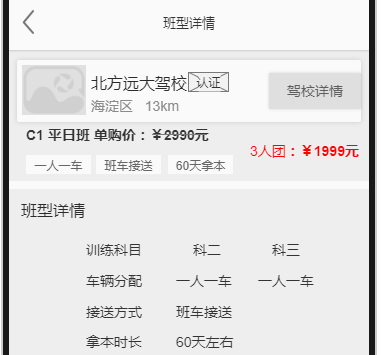 班型详情
北方远大驾校 认证
海淀区 13km
驾校详情
C1 平日班 单购价：￥2990元
3人团：￥1999元
一人一车 班车接送 60天拿本
班型详情
训练科目 科二 科三
车辆分配 一人一车 一人一车
接送方式 班车接送
拿本时长 60天左右